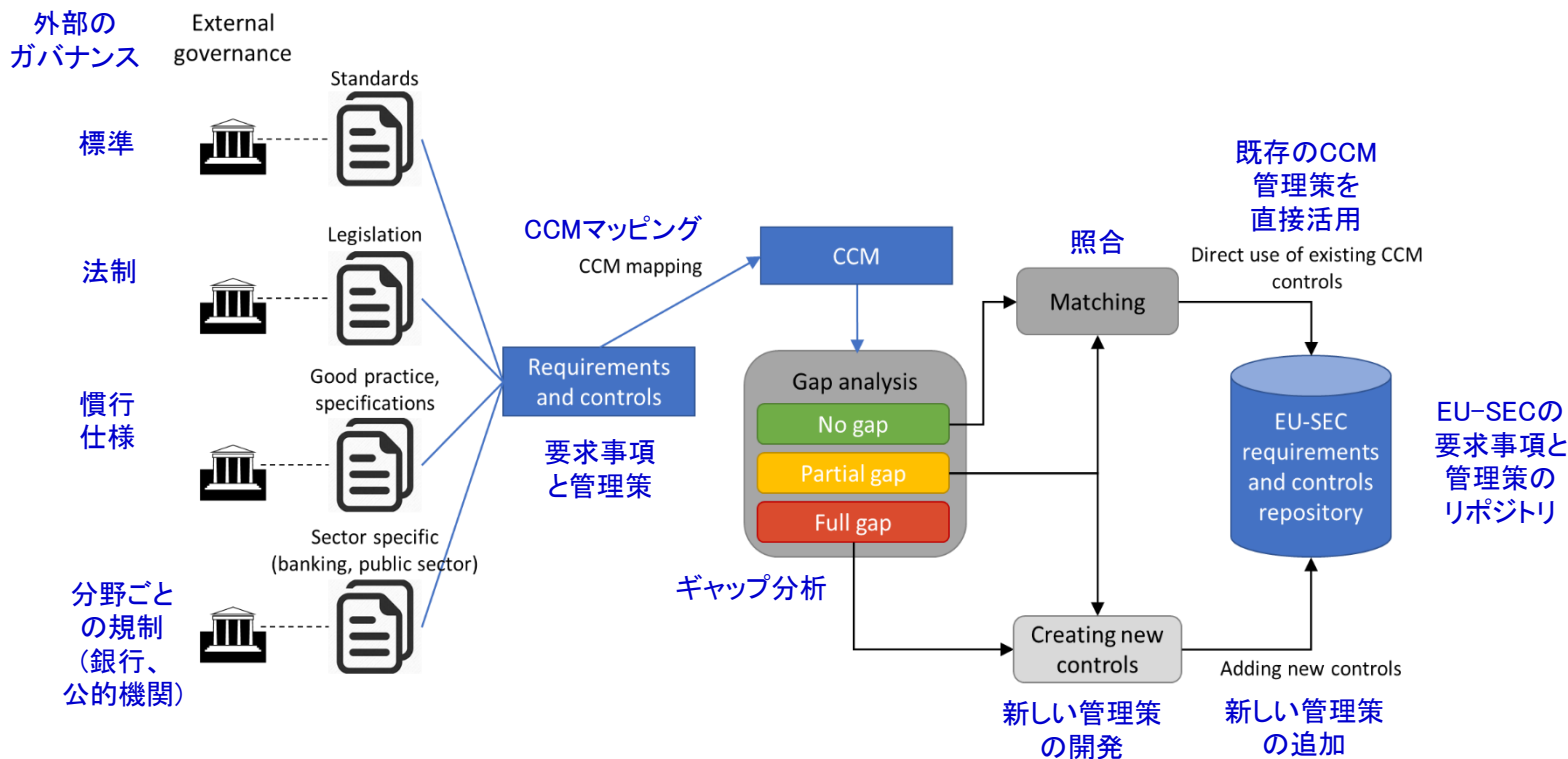 外部の
ガバナンス
External
governance
Standards
標準
Legislation
法制
Good practice,
specifications
慣行
仕様
Sector specific
(banking, public sector)
分野ごと
の規制
(銀行、
公的機関)
CCMマッピング
CCM mapping
Requirements
and controls
要求事項
と管理策
CCM
Gap analysis
No gap
Partial gap
Full gap
ギャップ分析
照合
Matching
既存のCCM
管理策を
直接活用
Direct use of existing CCM
controls
EU-SEC
requirements
and controls
repository
EU-SECの
要求事項と
管理策の
リポジトリ
Creating new
controls
新しい管理策
の開発
Adding new controls
新しい管理策
の追加